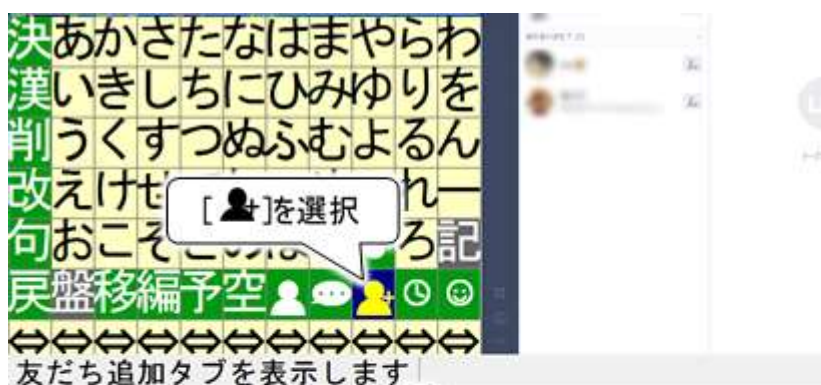 決あかさたなはまやらわ
漢いきしちにひみゆりを
削うくすつぬふむよるん
改えけせ れー
[ ]を選択
句おこそ ろ記
戻盤移編予空
⇔⇔⇔⇔⇔⇔⇔⇔⇔⇔⇔
友だち追加タブを表示します